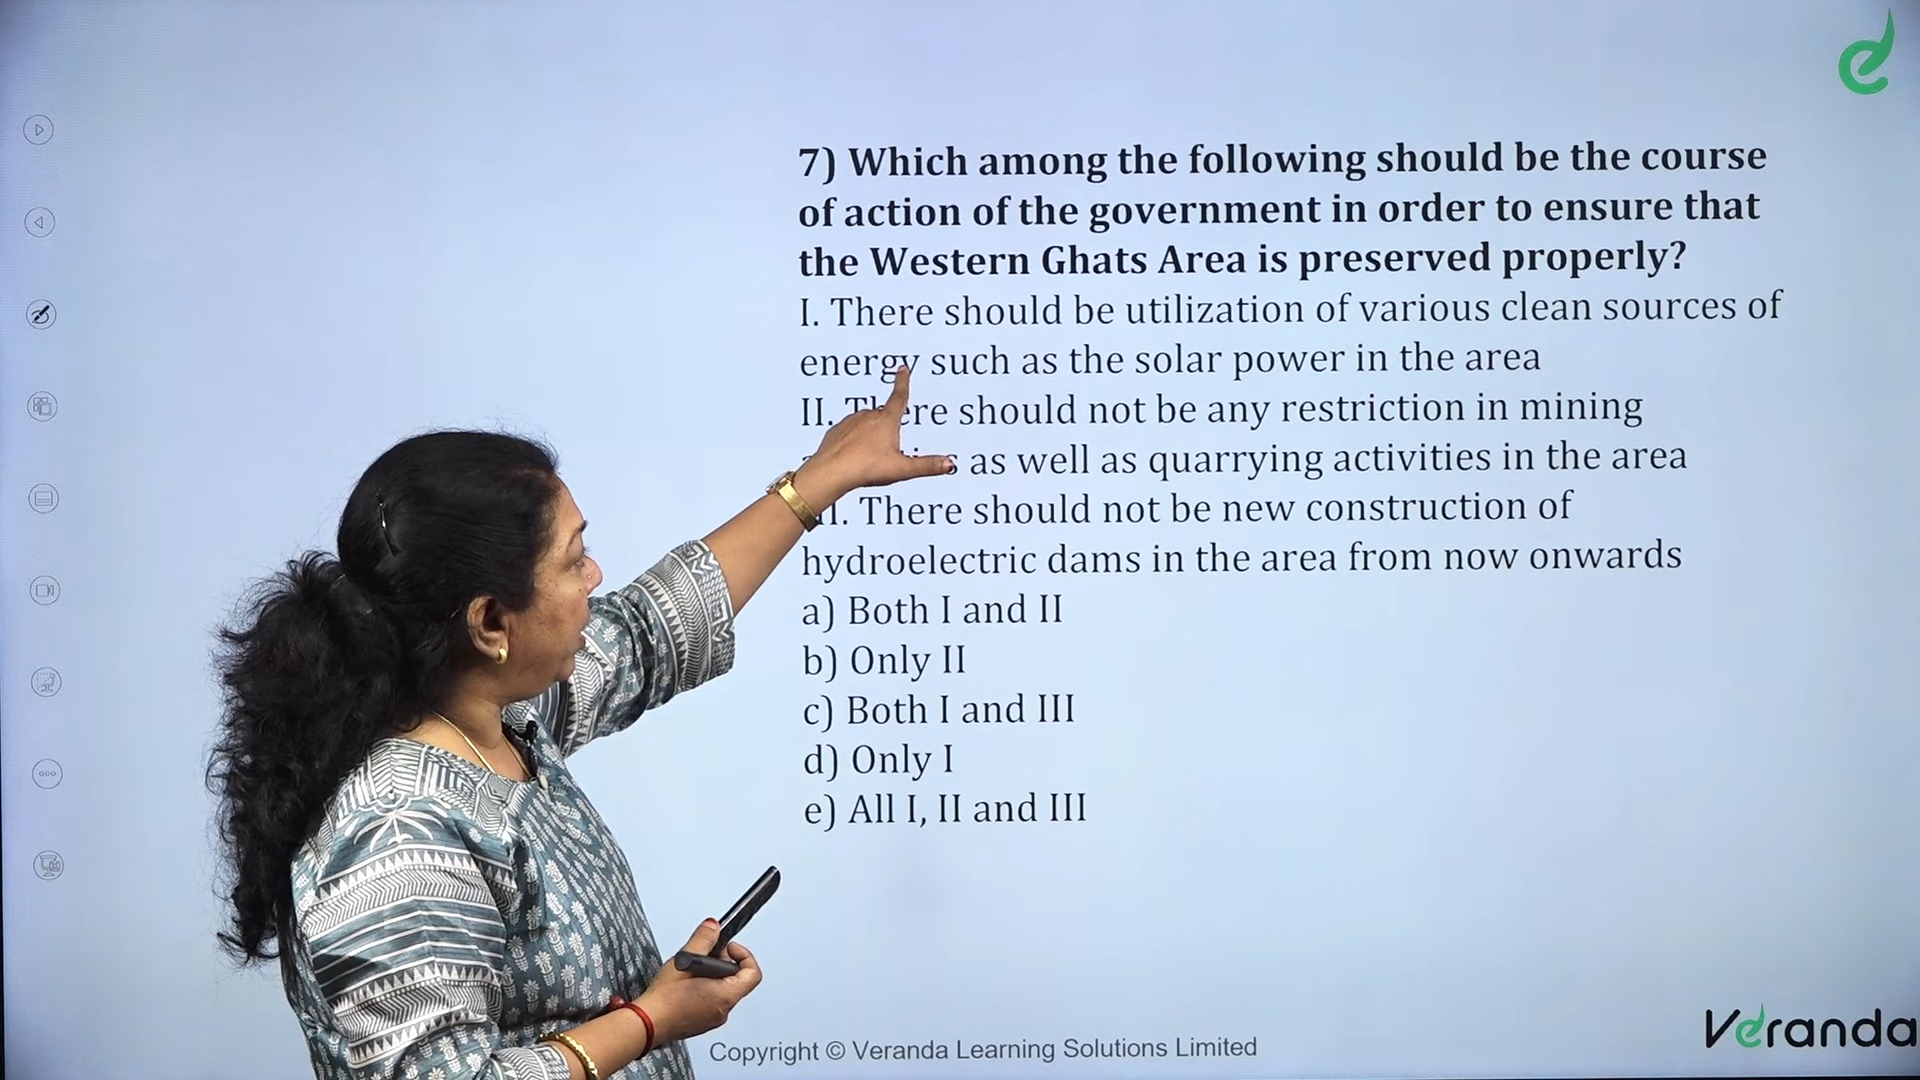 7) Which among the following should be the course
of action of the government in order to ensure that
the Western Ghats Area is preserved properly?
I. There should be utilization of various clean sources of
energy such as the solar power in the area
II. There should not be any restriction in mining
as well as quarrying activities in the area
There should not be new construction of
hydroelectric dams in the area from now onwards
a) Both I and II
b) Only II
c) Both I and III
d) Only I
e) All I, II and III
Copyright © Veranda Learning Solutions Limited
Veranda